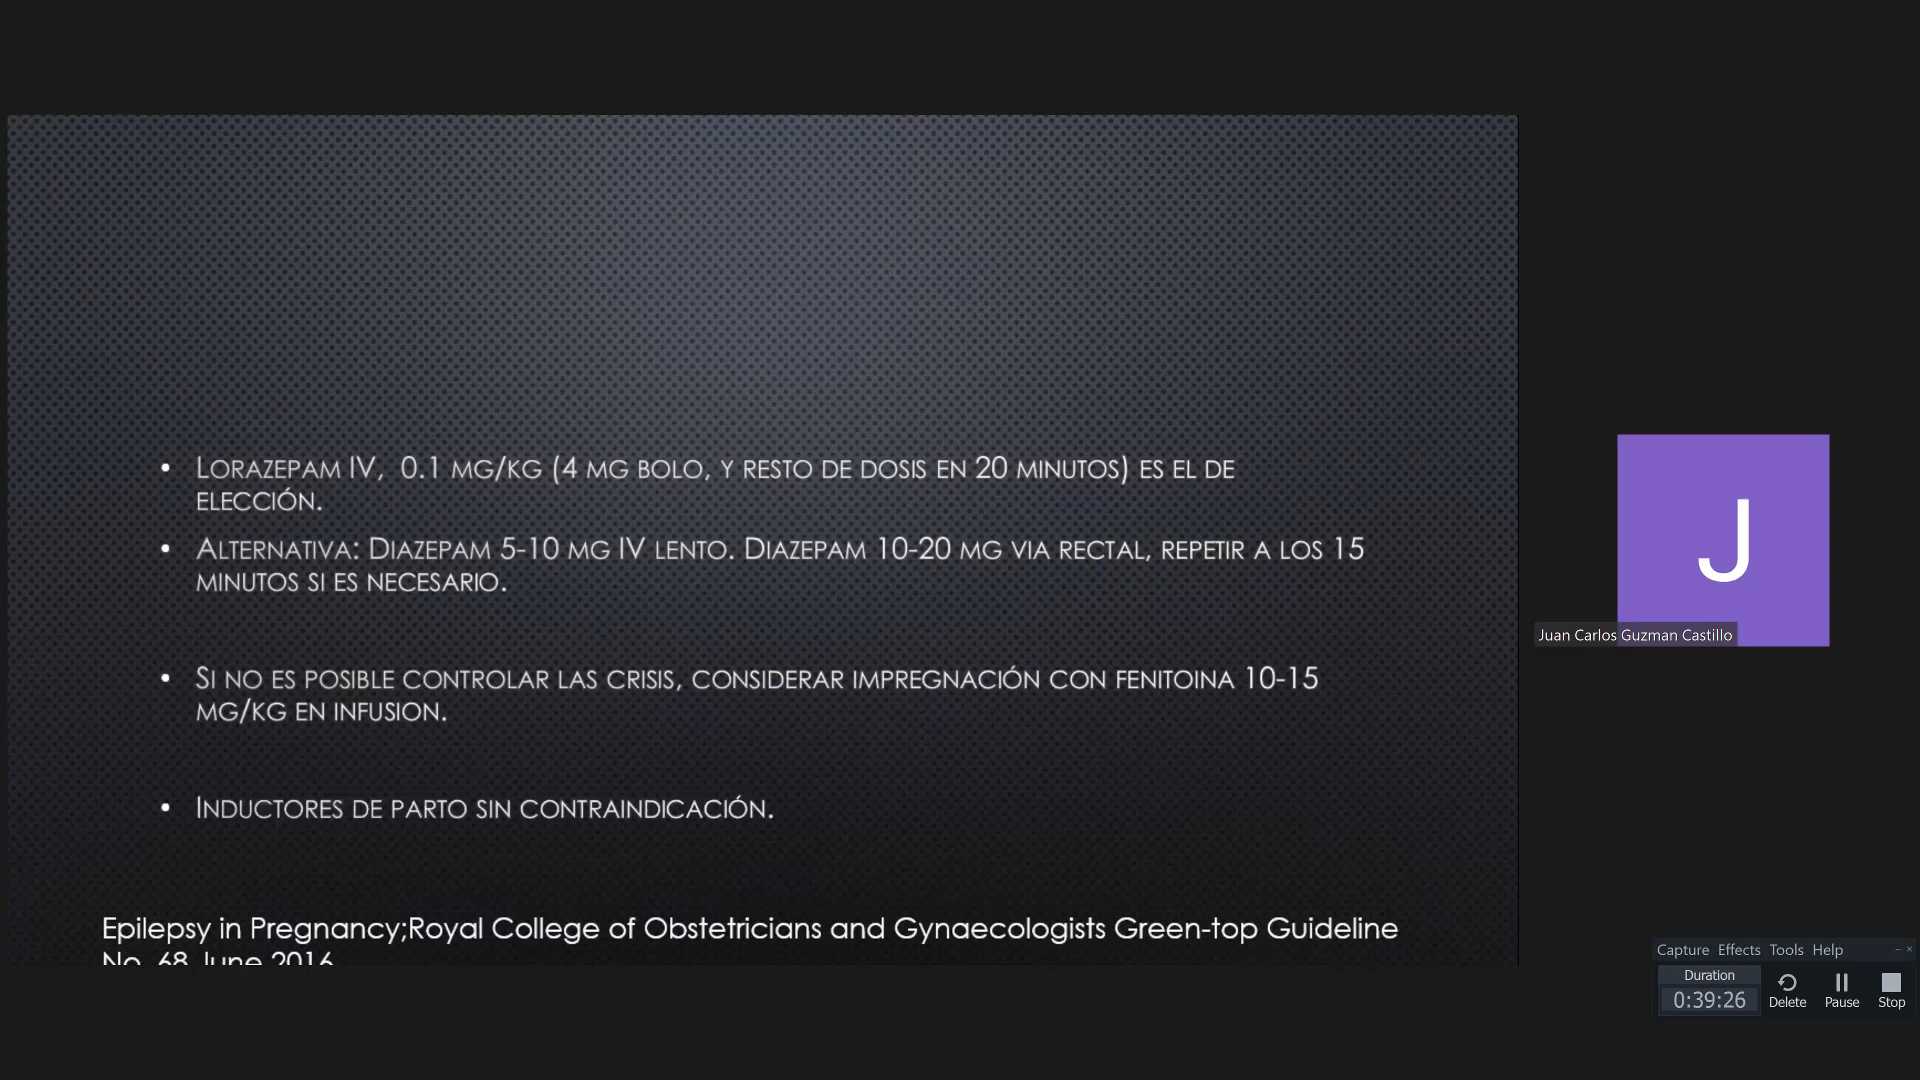 • Lorazepam IV, 0.1 mg/kg (4 mg bolo, y resto de dosis en 20 minutos) es el de
elección.
• Alternativa: Diazepam 5-10 mg IV lento. Diazepam 10-20 mg via rectal, repetir a los 15
minutos si es necesario.
• Si no es posible controlar las crisis, considerar impregnación con fenitoina 10-15
mg/kg en infusion.
• Inductores de parto sin contraindicación.
Epilepsy in Pregnancy;Royal College of Obstetricians and Gynaecologists Green-top Guideline
No. 68 June 2016
J
Juan Carlos Guzman Castillo
Capture Effects Tools Help
Duration
0:39:26
Delete Pause Stop